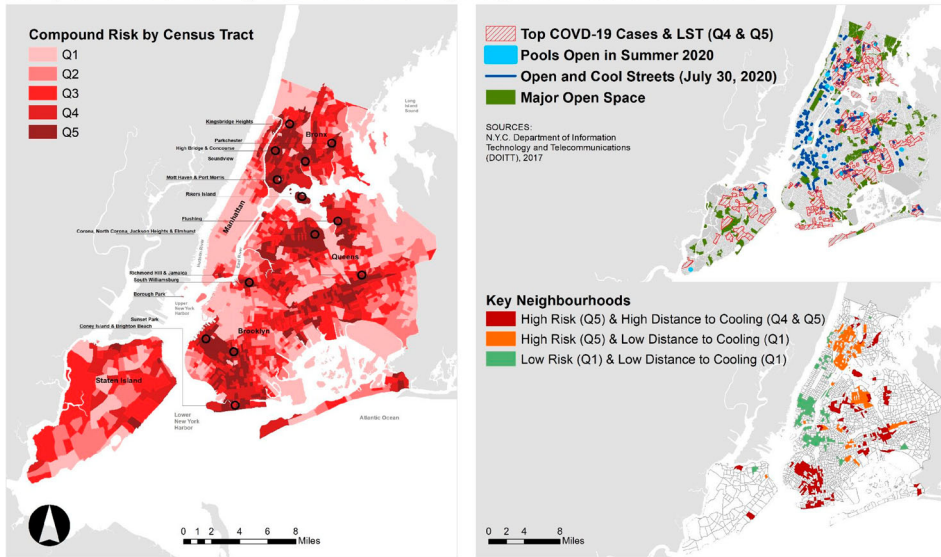 Compound Risk by Census Tract
Q1
Q2
Q3
Q4
Q5
Long
Island
Sound
Kingsbridge Heights
Bronx
Parkchester
High Bridge & Concourse
Soundview
Mott Haven & Port Morris
Rikers Island
Manhattan
Flushing
Corona, North Corona, Jackson Heights & Elmhurst
Hudson River
East River
Queens
Richmond Hill & Jamaica
South Williamsburg
Borough Park
Upper
New York
Harbor
Sunset Park
Coney Island & Brighton Beach
Brooklyn
Staten Island
Lower
New York
Harbor
Atlantic Ocean
0 1 2 4 6 8
Miles
Top COVD-19 Cases & LST (Q4 & Q5)
Pools Open in Summer 2020
Open and Cool Streets (July 30, 2020)
Major Open Space
SOURCES:
N.Y.C. Department of Information
Technology and Telecommunications
(DOITT), 2017
Key Neighbourhoods
High Risk (Q5) & High Distance to Cooling (Q4 & Q5)
High Risk (Q5) & Low Distance to Cooling (Q1)
Low Risk (Q1) & Low Distance to Cooling (Q1)
0 2 4 8
Miles